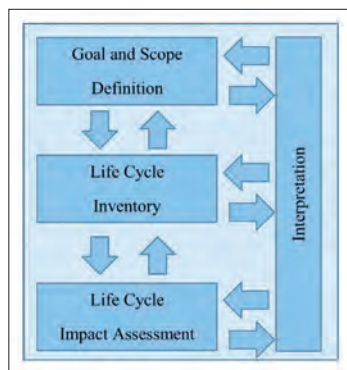 Goal and Scope
Definition
Life Cycle
Inventory
Life Cycle
Impact Assessment
Interpretation